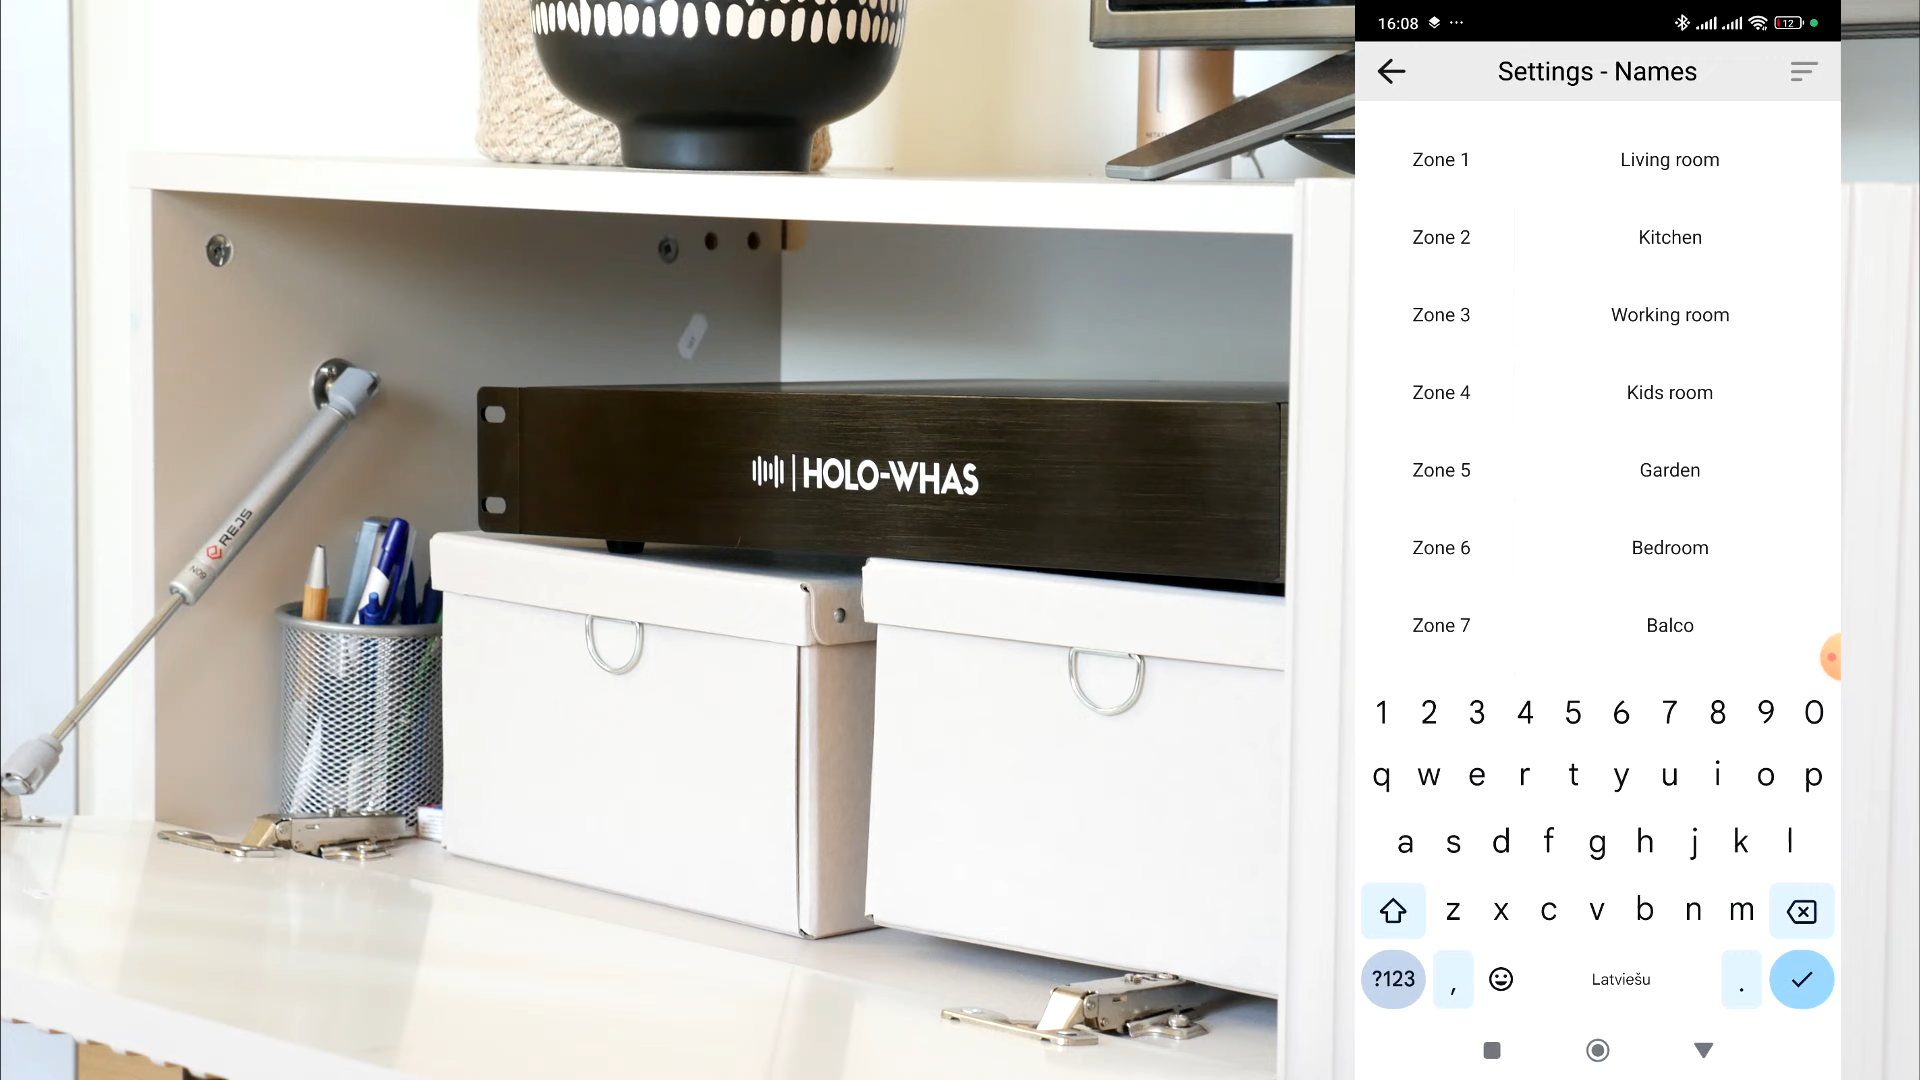 HOLO-WHAS
REJS
N09
16:08
12
Settings - Names
Zone 1 Living room
Zone 2 Kitchen
Zone 3 Working room
Zone 4 Kids room
Zone 5 Garden
Zone 6 Bedroom
Zone 7 Balco
1 2 3 4 5 6 7 8 9 0
q w e r t y u i o p
a s d f g h j k l
z x c v b n m
?123 , Latviešu .